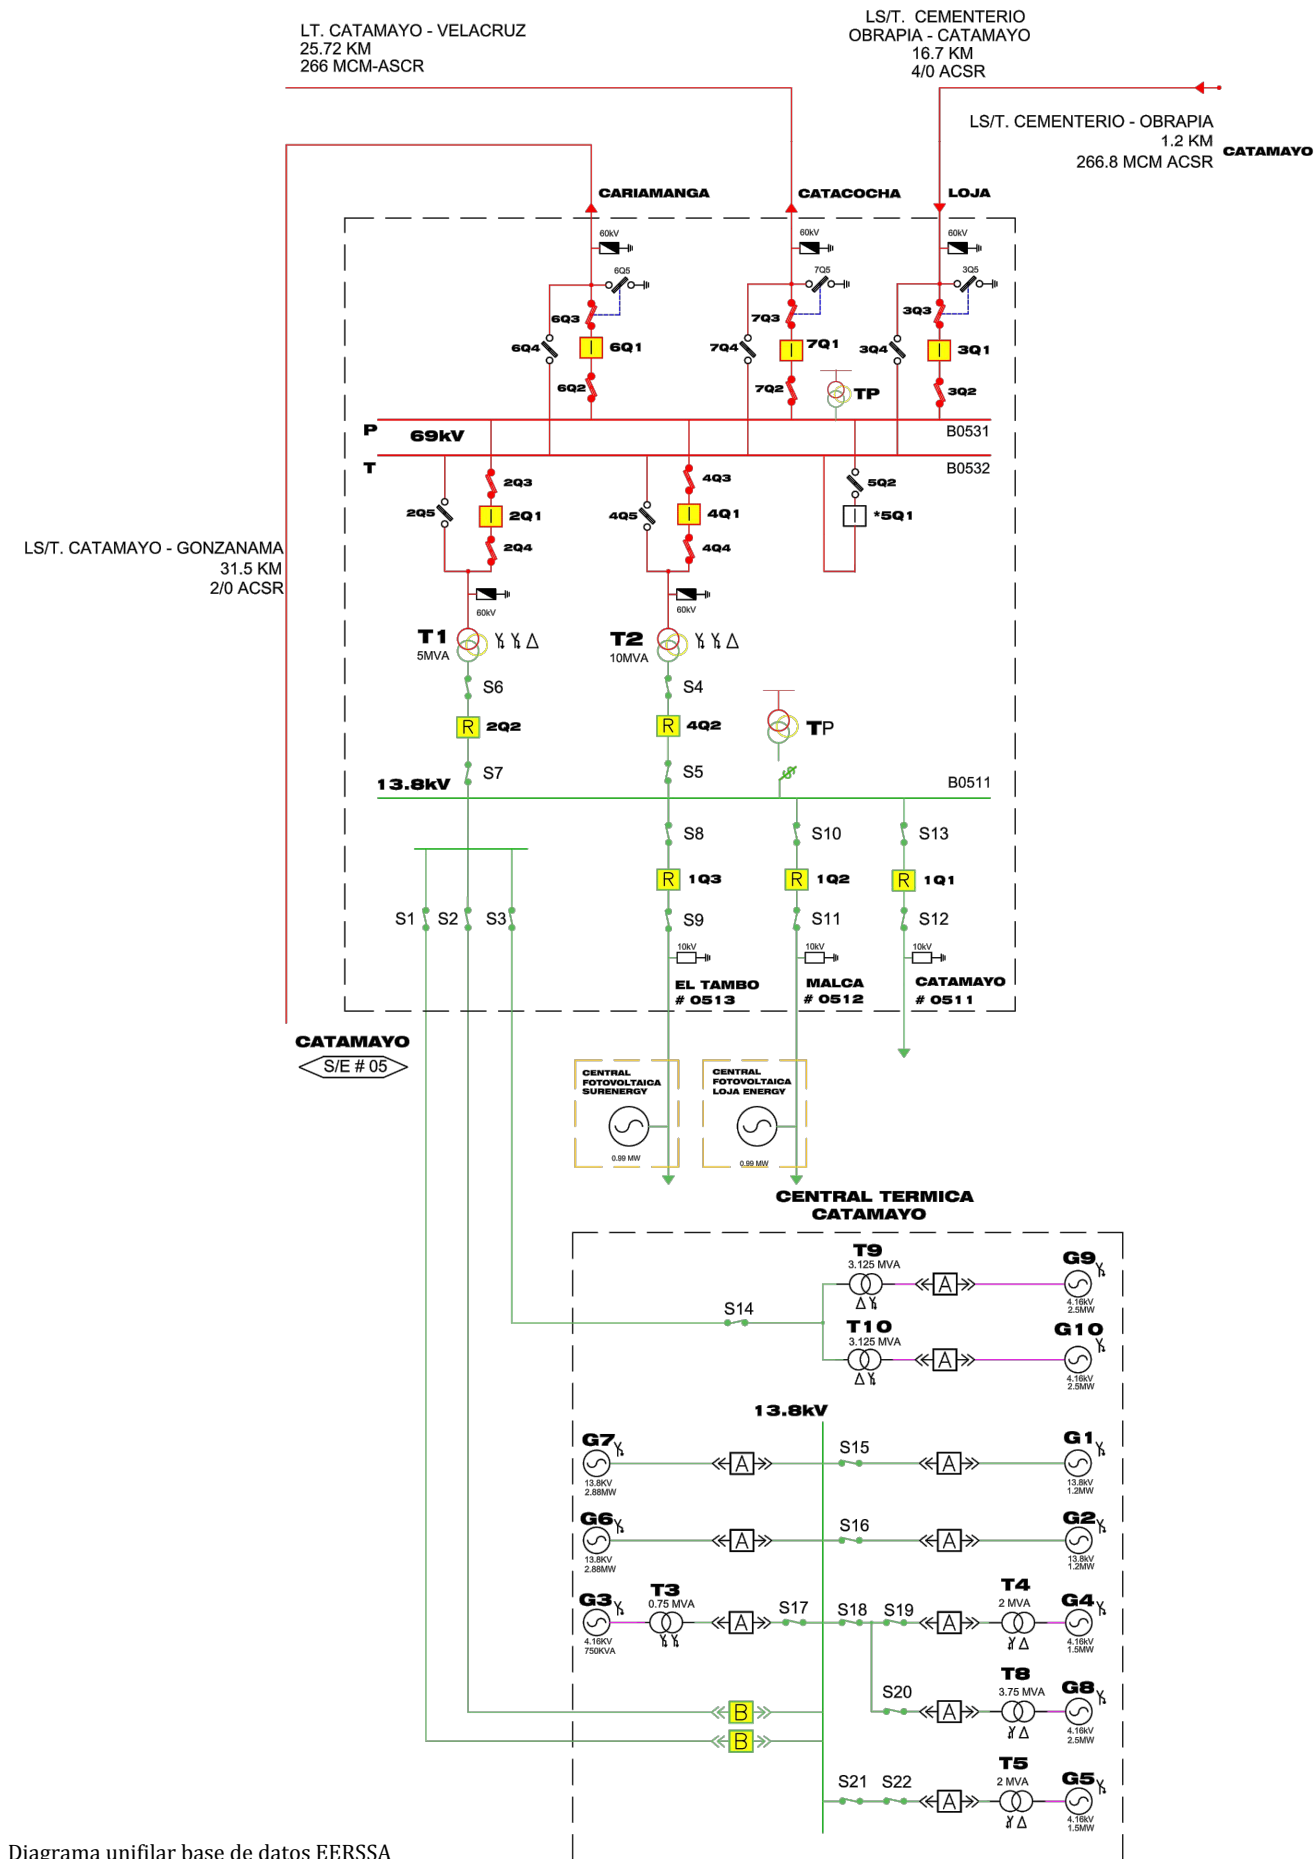 LT. CATAMAYO - VELACRUZ
25.72 KM
266 MCM-ASCR
LS/T. CEMENTERIO
OBRAPIA - CATAMAYO
16.7 KM
4/0 ACSR
LS/T. CEMENTERIO - OBRAPIA
1.2 KM
266.8 MCM ACSR
CATAMAYO
CARIAMANGA
CATACOCHA
LOJA
60kV
60kV
60kV
6Q5
7Q5
3Q5
6Q3
7Q3
3Q3
6Q4
I
6Q1
7Q4
I
7Q1
3Q4
I
3Q1
6Q2
7Q2
TP
3Q2
P
69kV
B0531
T
B0532
2Q3
4Q3
5Q2
2Q5
I
2Q1
4Q5
I
4Q1
I
*5Q1
2Q4
4Q4
LS/T. CATAMAYO - GONZANAMA
31.5 KM
2/0 ACSR
60kV
60kV
T1
5MVA
T2
10MVA
S6
S4
R
2Q2
R
4Q2
TP
S7
S5
13.8kV
B0511
S8
S10
S13
R
1Q3
R
1Q2
R
1Q1
S1
S2
S3
S9
S11
S12
10kV
10kV
10kV
EL TAMBO
# 0513
MALCA
# 0512
CATAMAYO
# 0511
CATAMAYO
S/E # 05
CENTRAL
FOTOVOLTAICA
SURENERGY
0.99 MW
CENTRAL
FOTOVOLTAICA
LOJA ENERGY
0.99 MW
CENTRAL TERMICA
CATAMAYO
T9
3.125 MVA
A
G9
4.16kV
2.5MW
S14
T10
3.125 MVA
A
G10
4.16kV
2.5MW
13.8kV
G7
13.8KV
2.88MW
A
S15
A
G1
13.8kV
1.2MW
G6
13.8KV
2.88MW
A
S16
A
G2
13.8kV
1.2MW
G3
4.16KV
750KVA
T3
0.75 MVA
A
S17
S18
S19
A
T4
2 MVA
G4
4.16kV
1.5MW
S20
A
T8
3.75 MVA
G8
4.16kV
2.5MW
B
B
S21
S22
A
T5
2 MVA
G5
4.16kV
1.5MW
Diagrama unifilar base de datos EERSSA